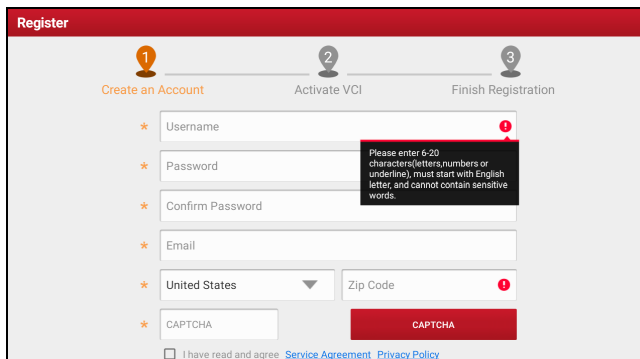 Register
1 2 3
Create an Account Activate VCI Finish Registration
* Username
Please enter 6-20
characters(letters,numbers or
underline), must start with English
letter, and cannot contain sensitive
words.
* Password
* Confirm Password
* Email
* United States Zip Code
* CAPTCHA CAPTCHA
I have read and agree Service Agreement Privacy Policy